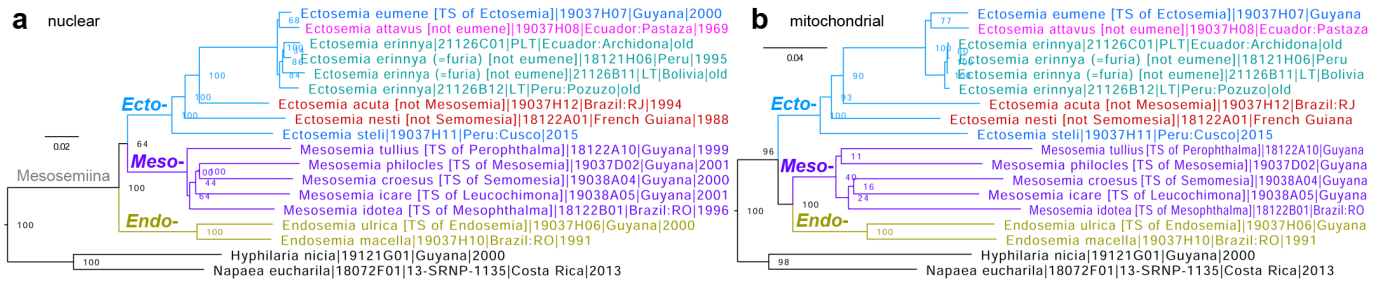 a nuclear
Ectosemia eumene [TS of Ectosemia]|19037H07|Guyana|2000
68
Ectosemia attavus [not eumene]|19037H08|Ecuador:Pastaza|1969
Ectosemia erinnya|21126C01|PLT|Ecuador:Archidona|old
100
Ectosemia erinnya (=furia) [not eumene]|18121H06|Peru|1995
86
100
Ectosemia erinnya (=furia) [not eumene]|21126B11|LT|Bolivia|old
84
Ectosemia erinnya|21126B12|LT|Peru:Pozuzo|old
Ecto-
100
Ectosemia acuta [not Mesosemia]|19037H12|Brazil:RJ|1994
100
Ectosemia nesti [not Semomesia]|18122A01|French Guiana|1988
100
Ectosemia steli|19037H11|Peru:Cusco|2015
0.02
64
Mesosemia tullius [TS of Perophthalma]|18122A10|Guyana|1999
Meso-
Mesosemia philocles [TS of Mesosemia]|19037D02|Guyana|2001
100
Mesosemiina
Mesosemia croesus [TS of Semomesia]|19038A04|Guyana|2000
44
100
Mesosemia icare [TS of Leucochimona]|19038A05|Guyana|2001
64
Mesosemia idotea [TS of Mesophthalma]|18122B01|Brazil:RO|1996
Endo-
100
Endosemia ulrica [TS of Endosemia]|19037H06|Guyana|2000
100
Endosemia macella|19037H10|Brazil:RO|1991
Hyphilaria nicia|19121G01|Guyana|2000
100
Napaea eucharila|18072F01|13-SRNP-1135|Costa Rica|2013
b mitochondrial
Ectosemia eumene [TS of Ectosemia]|19037H07|Guyana
77
Ectosemia attavus [not eumene]|19037H08|Ecuador:Pastaza
0.04
Ectosemia erinnya|21126C01|PLT|Ecuador:Archidona|old
Ectosemia erinnya (=furia) [not eumene]|18121H06|Peru
90
Ectosemia erinnya (=furia) [not eumene]|21126B11|LT|Bolivia
100
Ectosemia erinnya|21126B12|LT|Peru:Pozuzo|old
Ecto-
93
Ectosemia acuta [not Mesosemia]|19037H12|Brazil:RJ
100
Ectosemia nesti [not Semomesia]|18122A01|French Guiana
Ectosemia steli|19037H11|Peru:Cusco|2015
96
Mesosemia tullius [TS of Perophthalma]|18122A10|Guyana
11
Meso-
Mesosemia philocles [TS of Mesosemia]|19037D02|Guyana
40
Mesosemia croesus [TS of Semomesia]|19038A04|Guyana
16
100
Mesosemia icare [TS of Leucochimona]|19038A05|Guyana
24
Mesosemia idotea [TS of Mesophthalma]|18122B01|Brazil:RO
Endo-
100
Endosemia ulrica [TS of Endosemia]|19037H06|Guyana
100
Endosemia macella|19037H10|Brazil:RO|1991
Hyphilaria nicia|19121G01|Guyana|2000
98
Napaea eucharila|18072F01|13-SRNP-1135|Costa Rica|2013